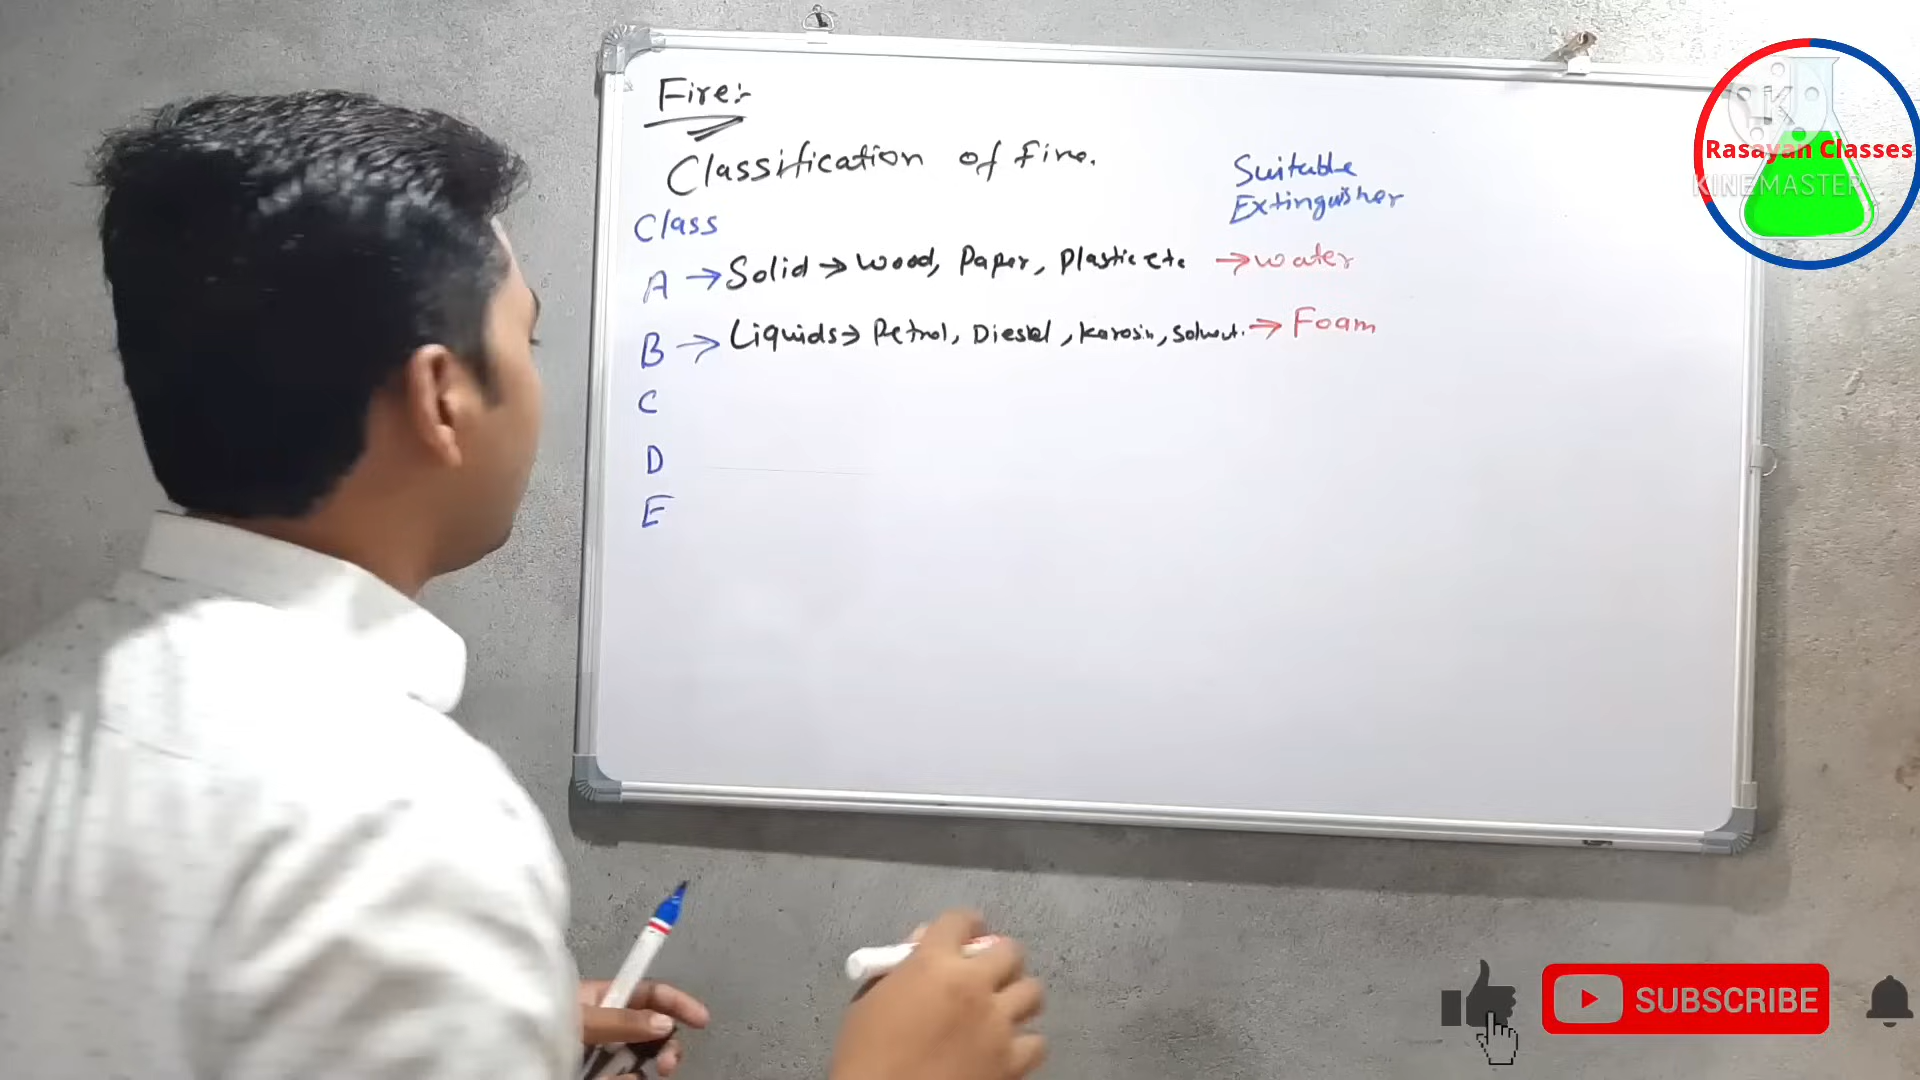 Fire:-
Classification of fire.
Suitable
Extinguisher
Class
A → Solid → Wood, Paper, Plastic etc → water
B → Liquids → Petrol, Diesel, Karosin, Solvent. → Foam
C
D
E
K
Rasayan Classes
KINEMASTER
SUBSCRIBE